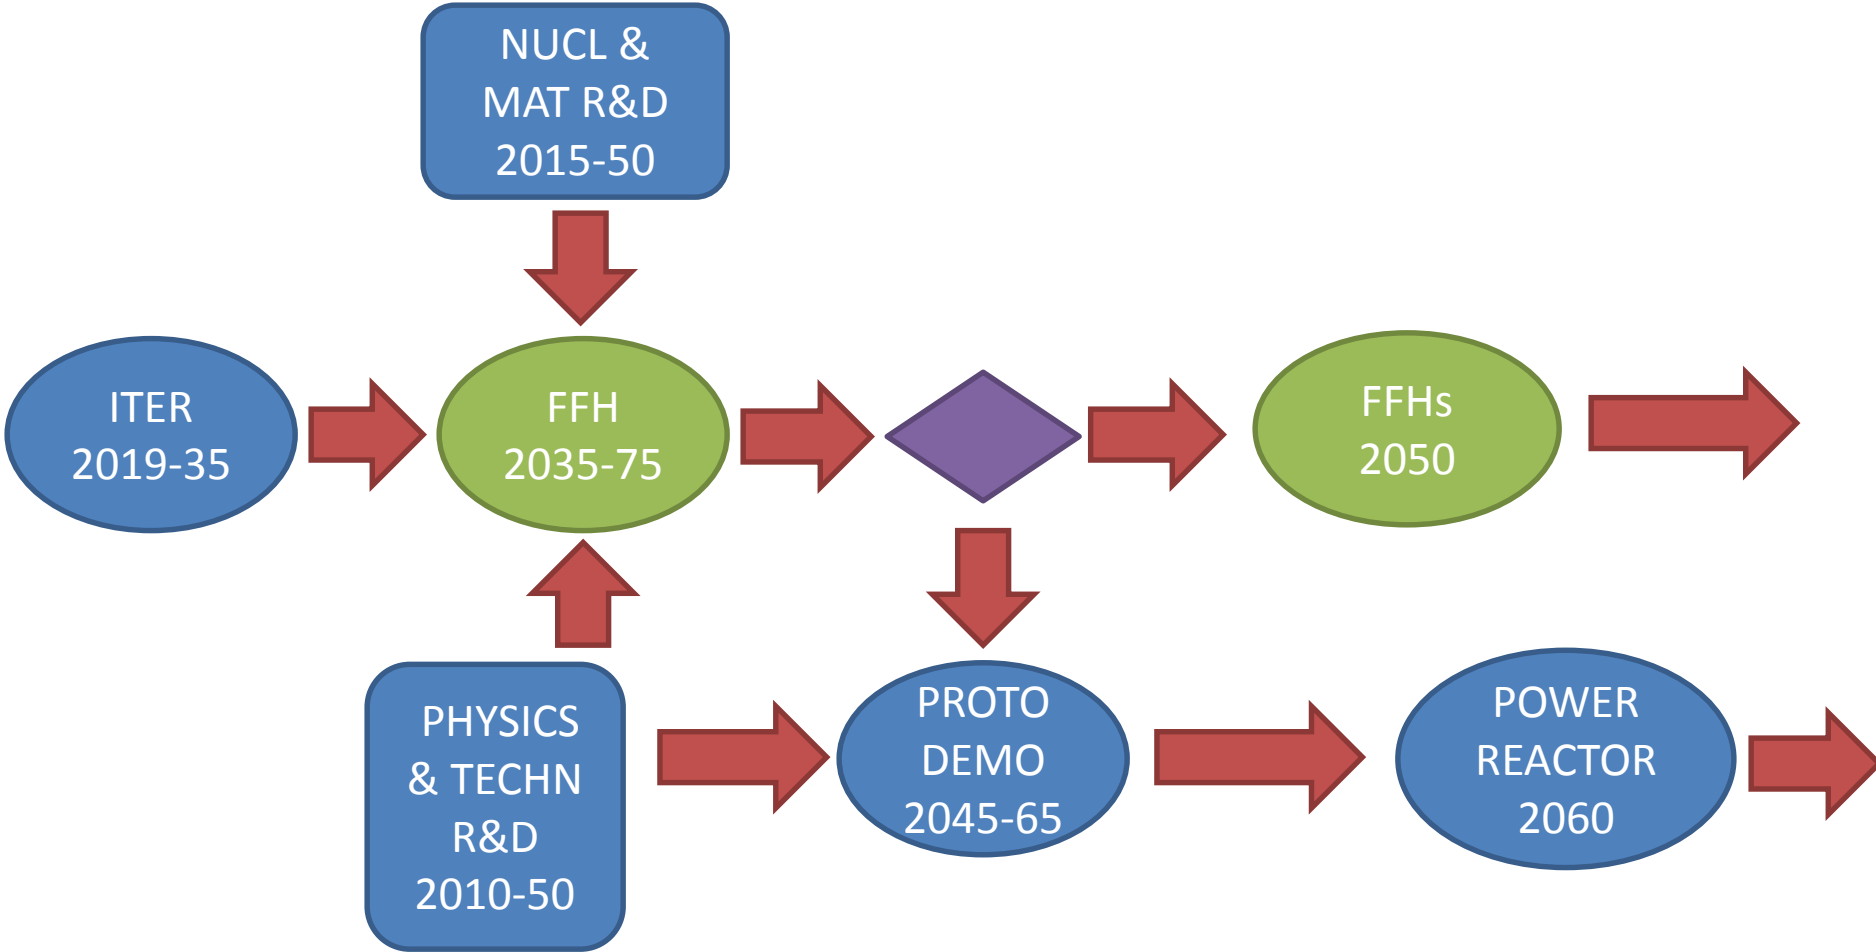 NUCL &
MAT R&D
2015-50
ITER
2019-35
FFH
2035-75
FFHs
2050
PHYSICS
& TECHN
R&D
2010-50
PROTO
DEMO
2045-65
POWER
REACTOR
2060